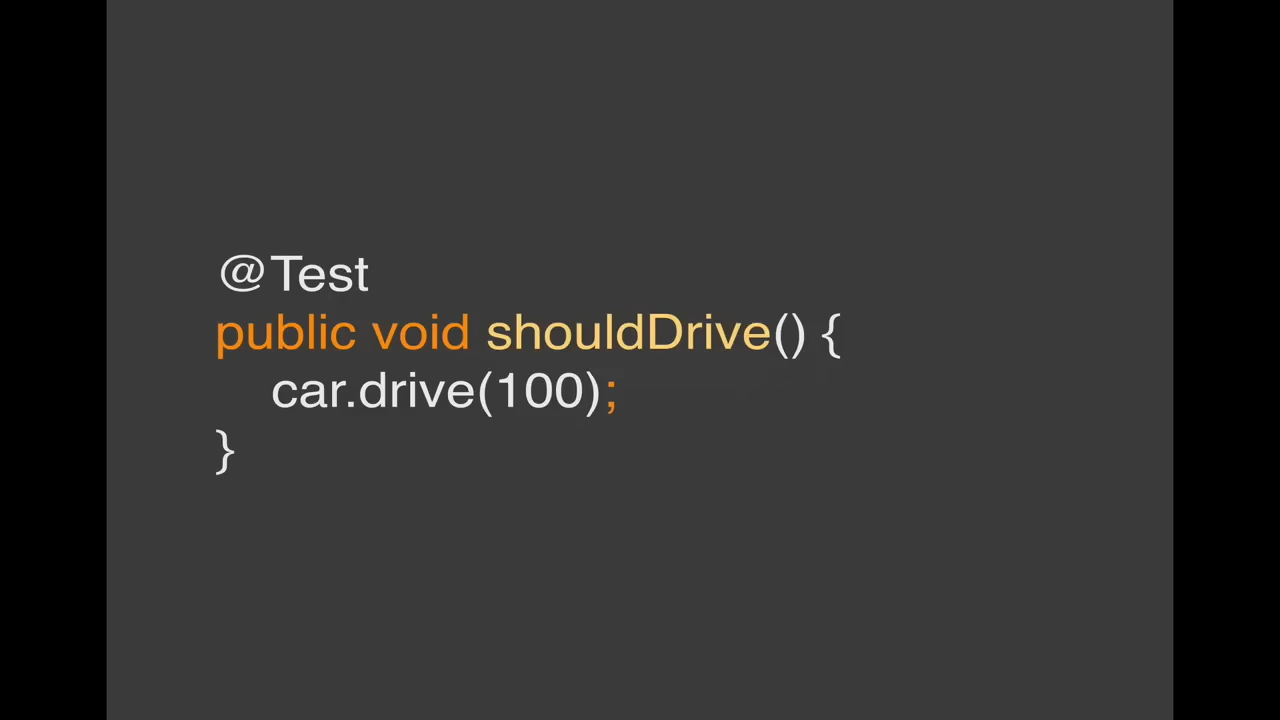 @Test
public void shouldDrive() {
    car.drive(100);
}